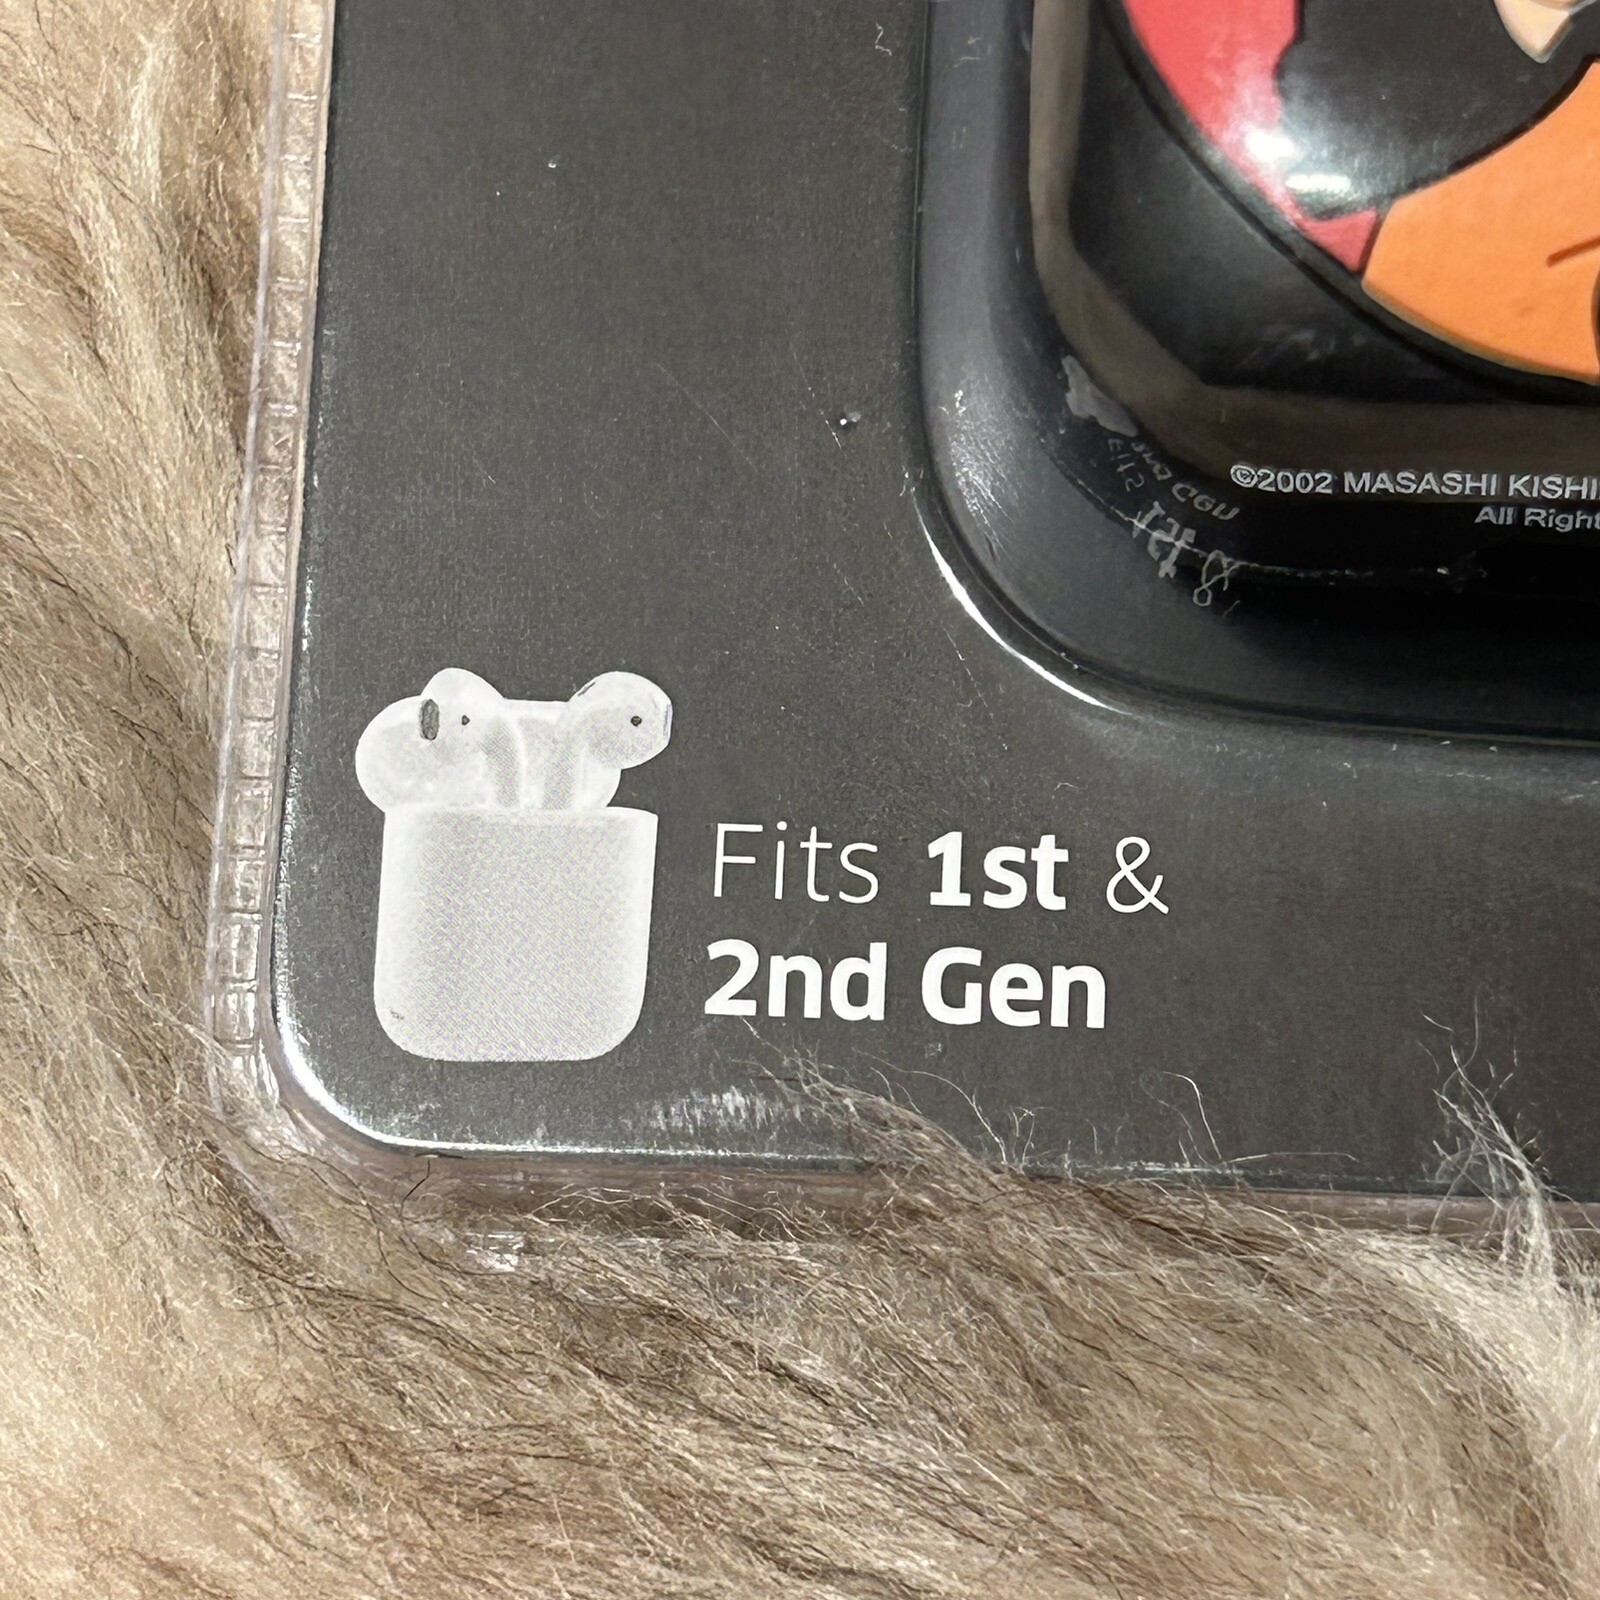 ©2002 MASASHI KISHI
All Right
Fits 1st &
2nd Gen